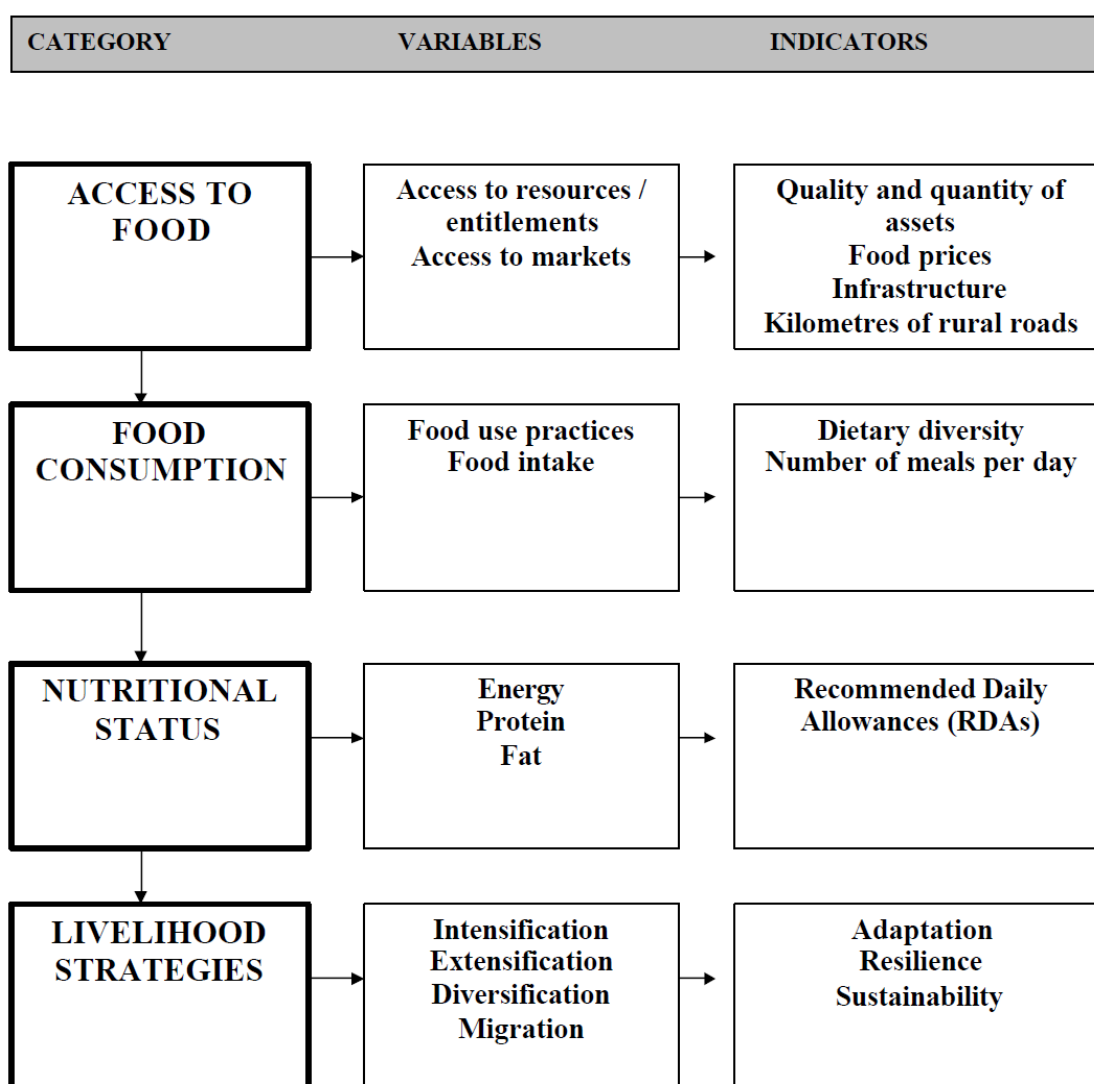 CATEGORY VARIABLES INDICATORS
ACCESS TO
FOOD
Access to resources /
entitlements
Access to markets
Quality and quantity of
assets
Food prices
Infrastructure
Kilometres of rural roads
FOOD
CONSUMPTION
Food use practices
Food intake
Dietary diversity
Number of meals per day
NUTRITIONAL
STATUS
Energy
Protein
Fat
Recommended Daily
Allowances (RDAs)
LIVELIHOOD
STRATEGIES
Intensification
Extensification
Diversification
Migration
Adaptation
Resilience
Sustainability